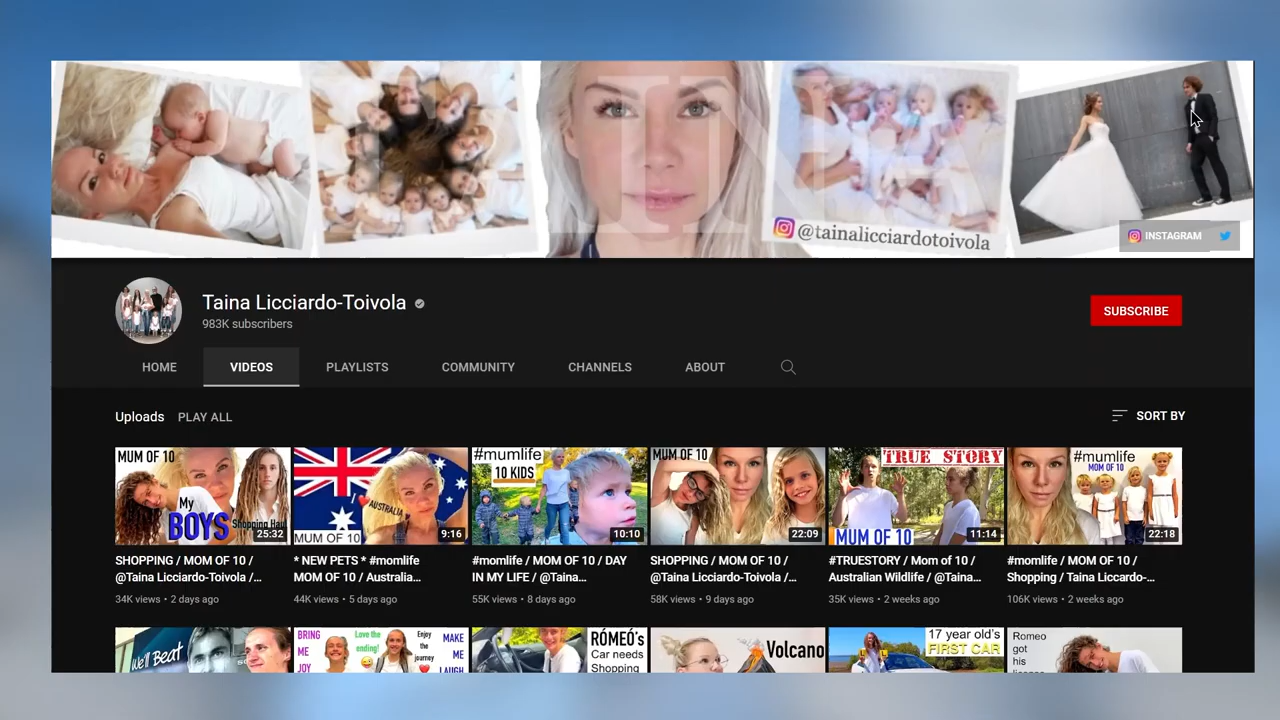 IN
@tainalicciardotoivola
INSTAGRAM
Taina Licciardo-Toivola
983K subscribers
SUBSCRIBE
HOME
VIDEOS
PLAYLISTS
COMMUNITY
CHANNELS
ABOUT
Uploads
PLAY ALL
SORT BY
MUM OF 10
My
BOYS
Shopping Haul
25:32
SHOPPING / MOM OF 10 /
@Taina Licciardo-Toivola /...
34K views • 2 days ago
AUSTRALIA
MUM OF 10
9:16
* NEW PETS * #momlife
MOM OF 10 / Australia...
44K views • 5 days ago
#mumlife
10 KIDS
10:10
#momlife / MOM OF 10 / DAY
IN MY LIFE / @Taina...
55K views • 8 days ago
MUM OF 10
22:09
SHOPPING / MOM OF 10 /
@Taina Licciardo-Toivola /...
58K views • 9 days ago
TRUE STORY
MUM OF 10
11:14
#TRUESTORY / Mom of 10 /
Australian Wildlife / @Taina...
35K views • 2 weeks ago
#mumlife
MOM OF 10
22:18
#momlife / MOM OF 10 /
Shopping / Taina Licciardo-...
106K views • 2 weeks ago
We'll Beat
BRING
ME
JOY
Love the
ending!
Enjoy
the
journey
MAKE
ME
LAUGH
RÓMEÓ's
Car needs
Shopping
Volcano
17 year old's
FIRST CAR
Romeo
got
his